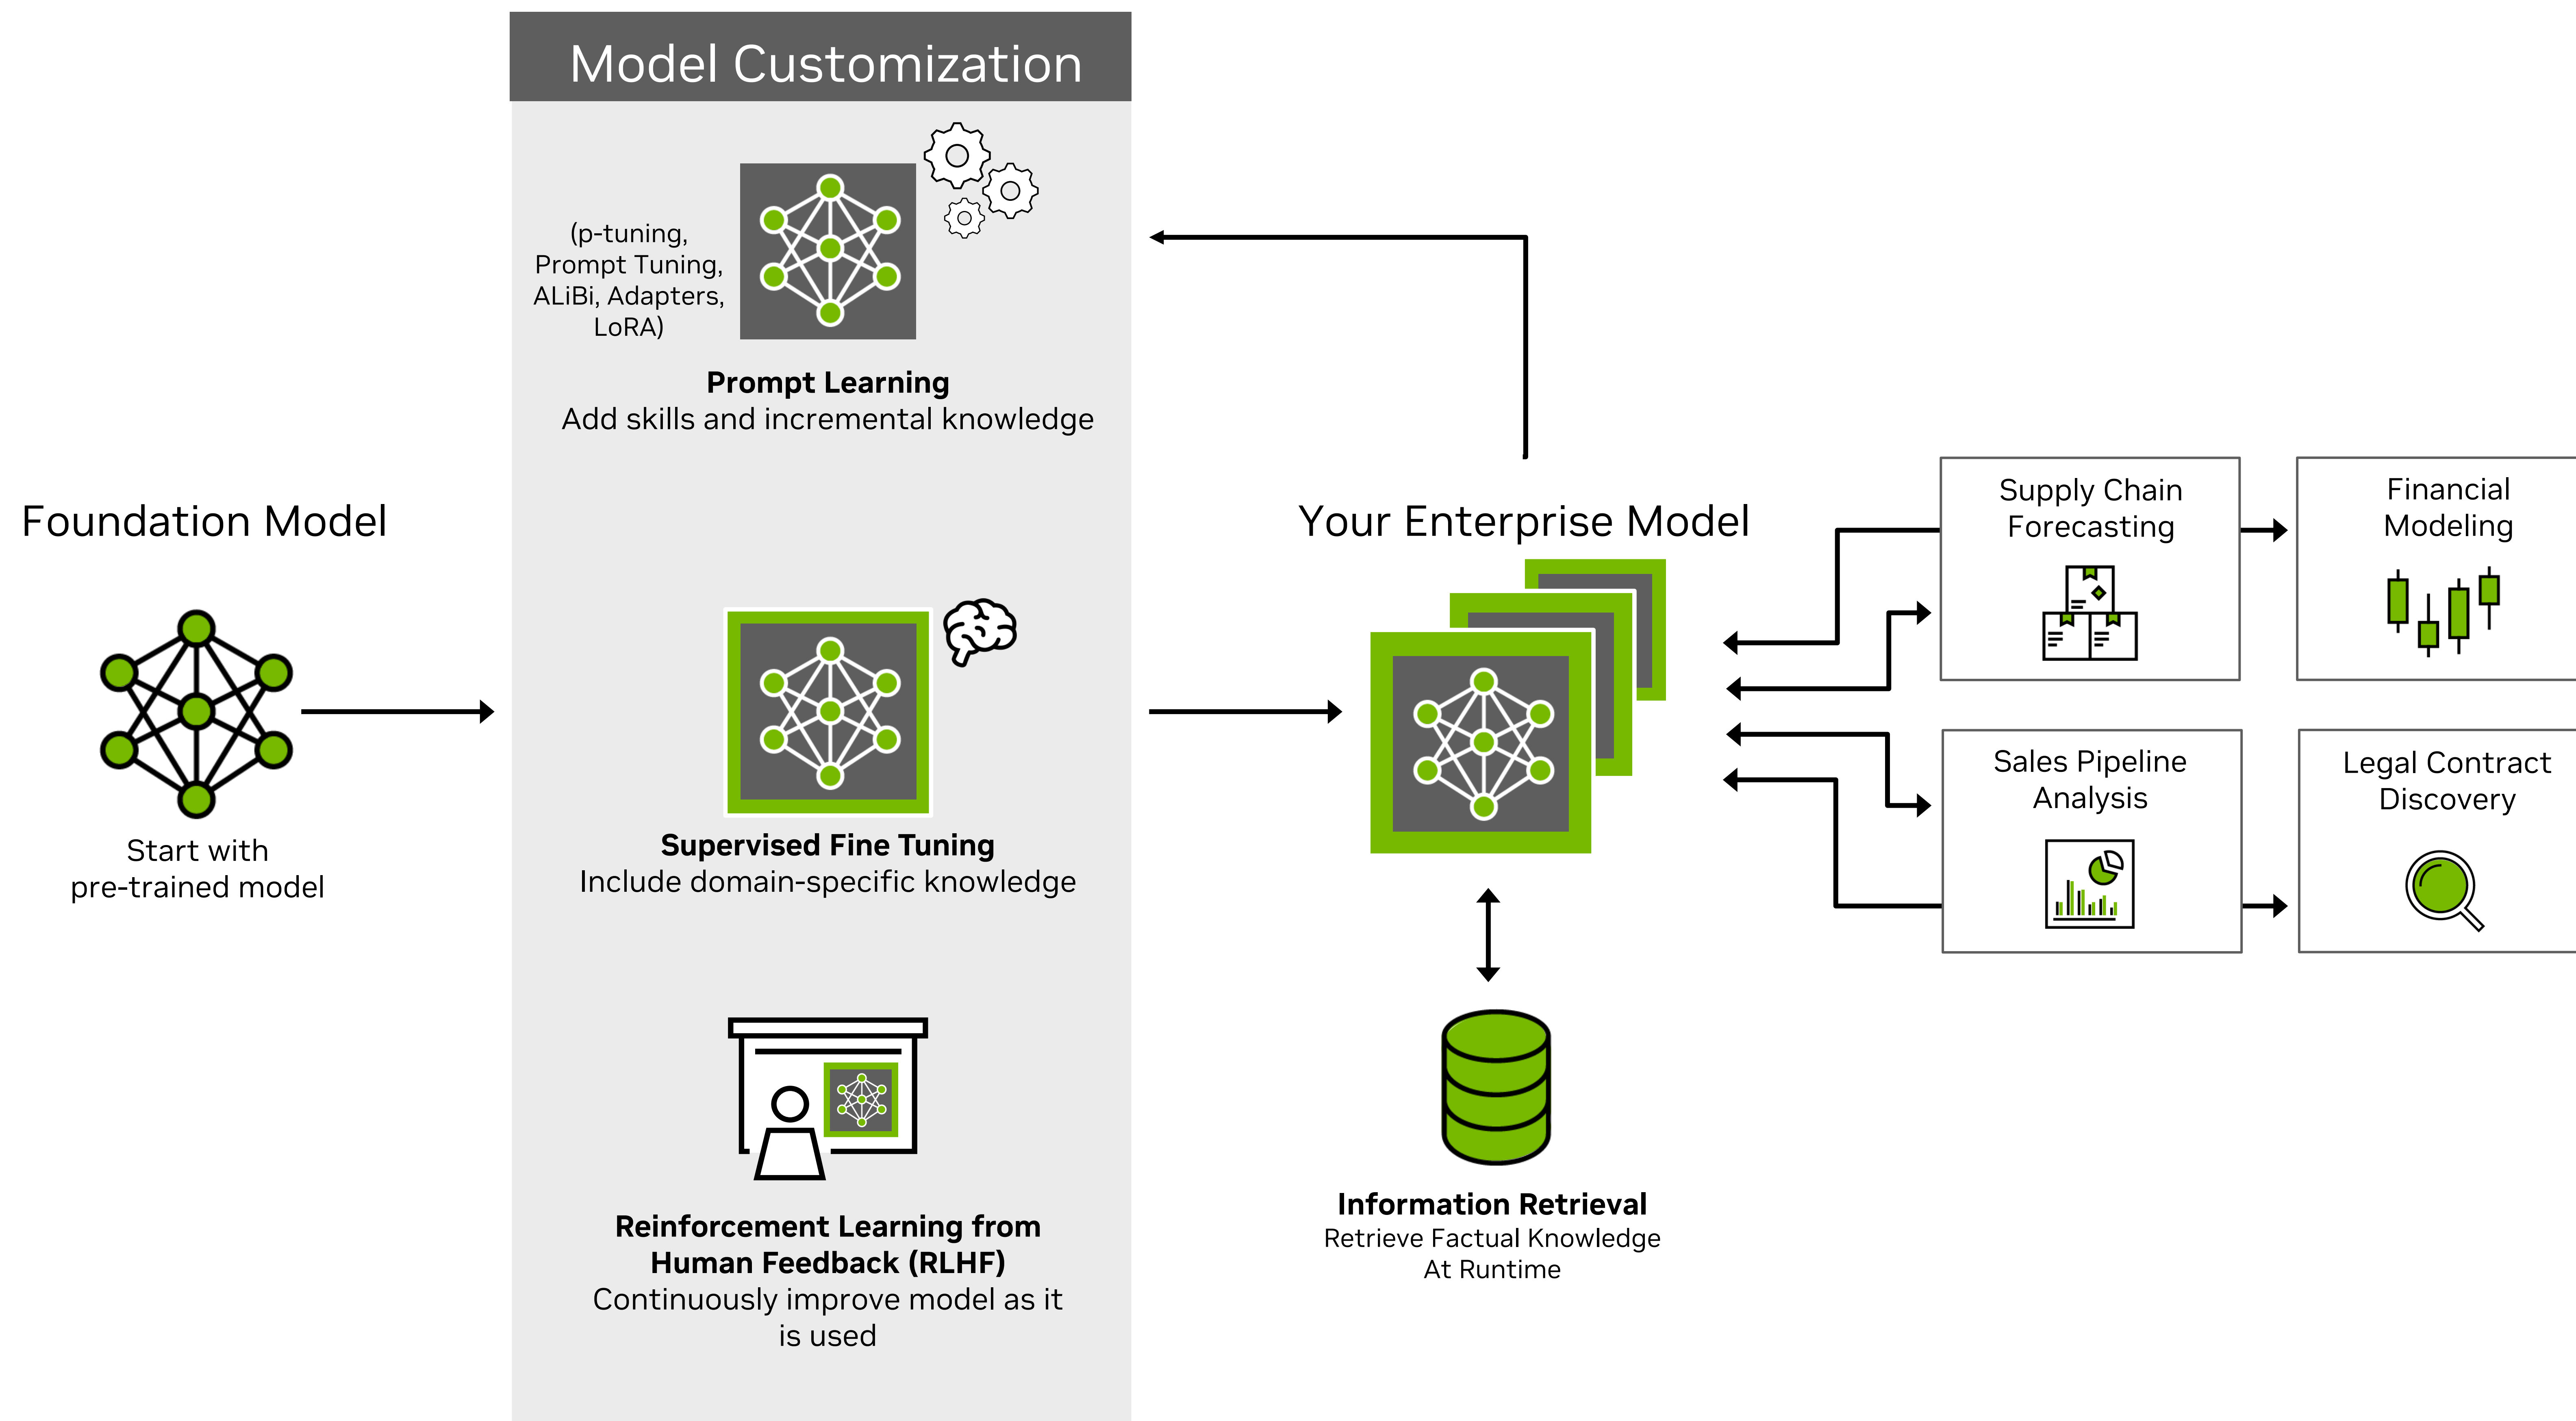 Model Customization
(p-tuning,
Prompt Tuning,
ALiBi, Adapters,
LoRA)
Prompt Learning
Add skills and incremental knowledge
Foundation Model
Start with
pre-trained model
Supervised Fine Tuning
Include domain-specific knowledge
Reinforcement Learning from
Human Feedback (RLHF)
Continuously improve model as it
is used
Your Enterprise Model
Information Retrieval
Retrieve Factual Knowledge
At Runtime
Supply Chain
Forecasting
Financial
Modeling
Sales Pipeline
Analysis
Legal Contract
Discovery